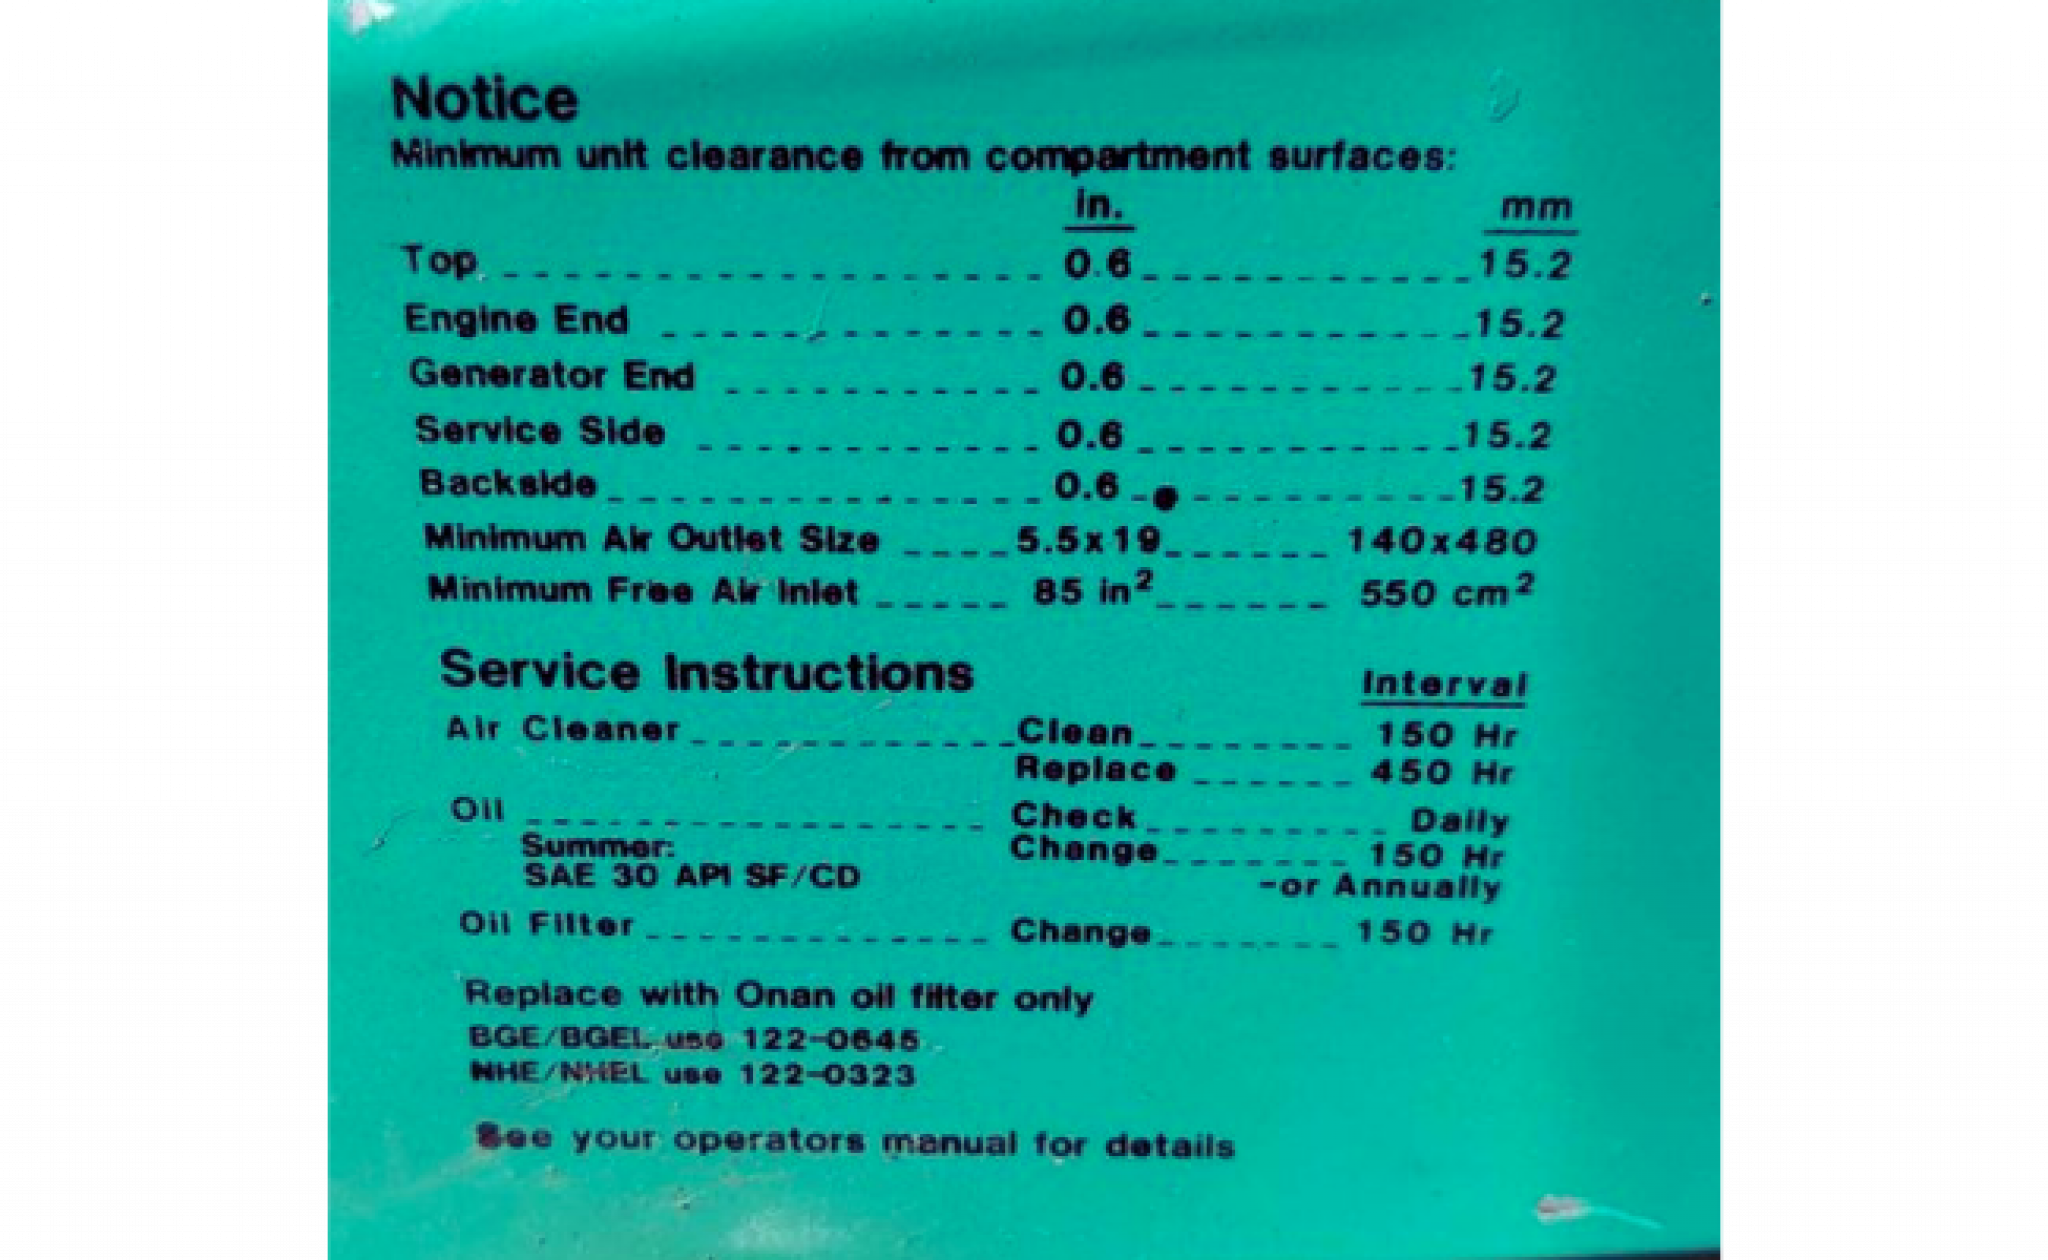 Notice
Minimum unit clearance from compartment surfaces:
in. mm
Top 0.6 15.2
Engine End 0.6 15.2
Generator End 0.6 15.2
Service Side 0.6 15.2
Backside 0.6 15.2
Minimum Air Outlet Size 5.5x19 140x480
Minimum Free Air Inlet 85 in² 550 cm²
Service Instructions Interval
Air Cleaner Clean 150 Hr
Replace 450 Hr
Oil Check Daily
Summer: Change 150 Hr
SAE 30 API SF/CD -or Annually
Oil Filter Change 150 Hr
Replace with Onan oil filter only
BGE/BGEL use 122-0645
NHE/NHEL use 122-0323
See your operators manual for details